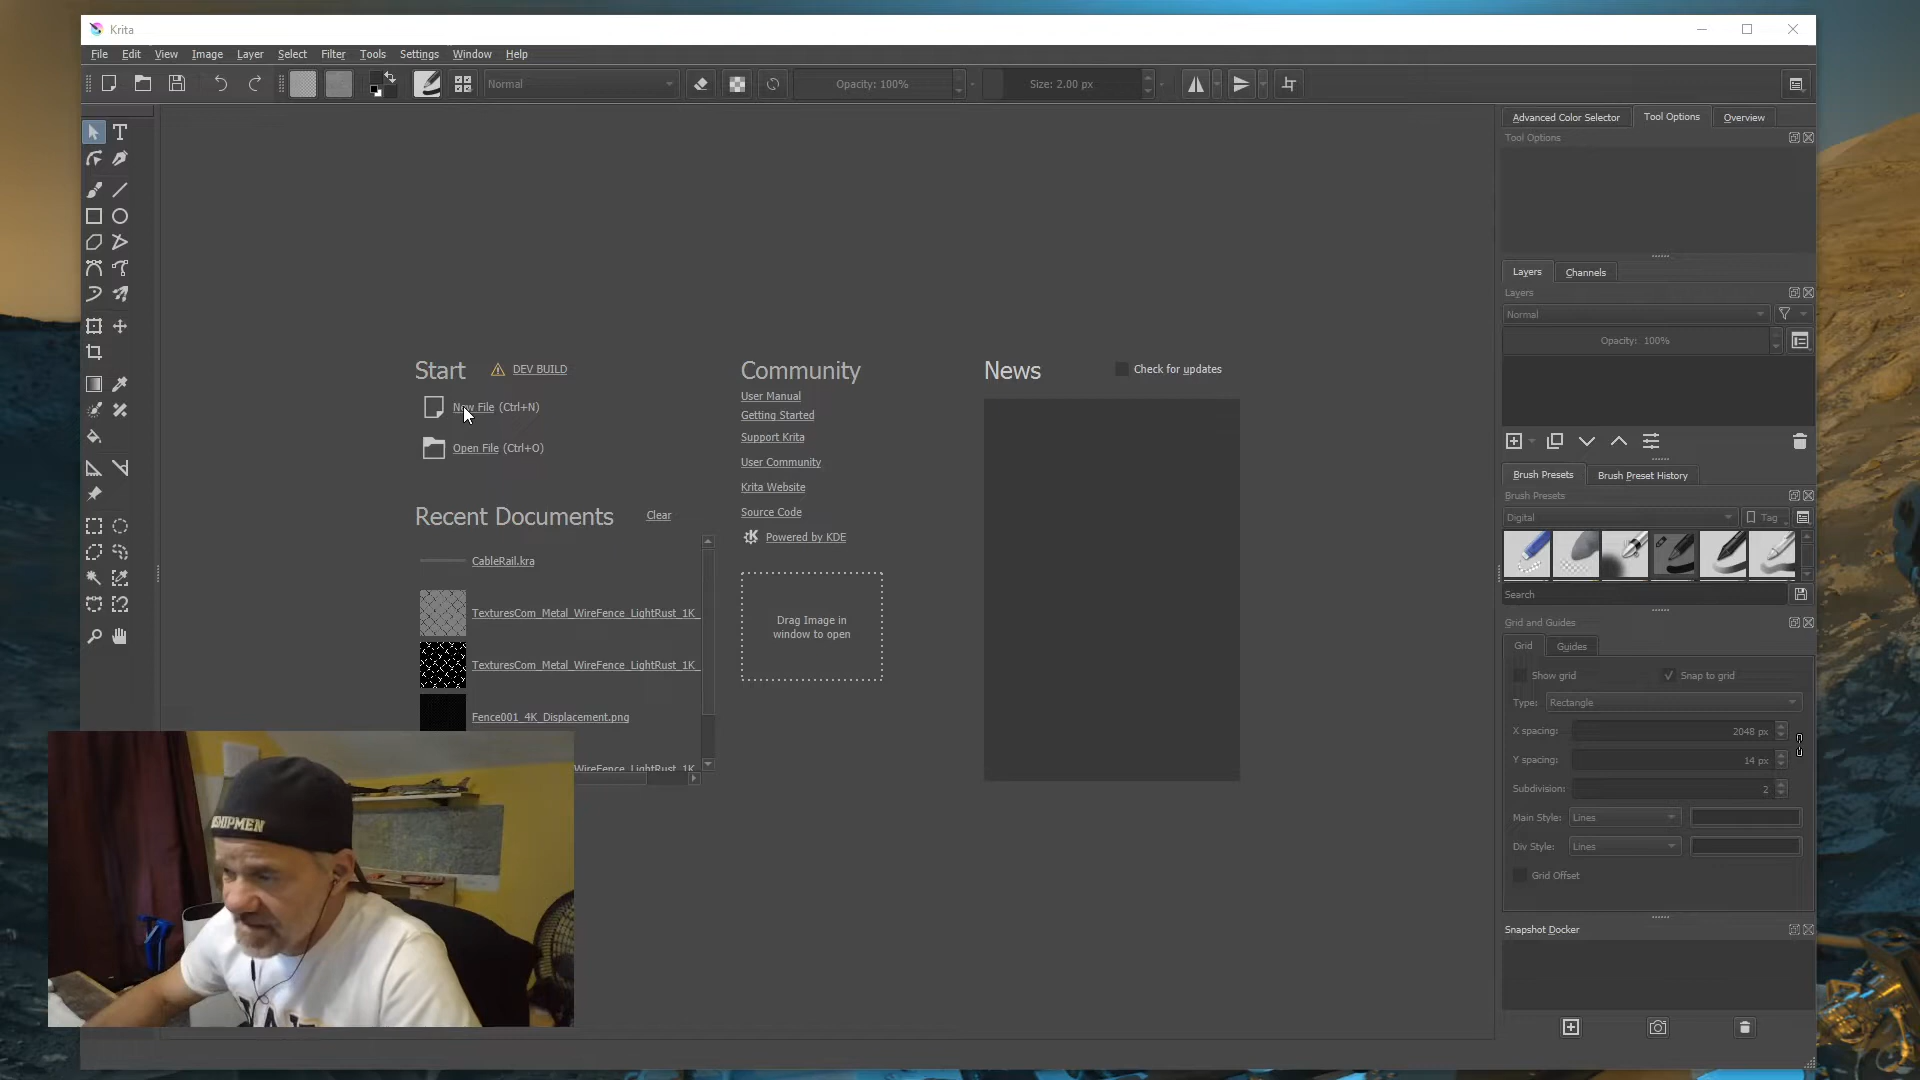 Krita
File Edit View Image Layer Select Filter Tools Settings Window Help
Normal
Opacity: 100%
Size: 2.00 px
Advanced Color Selector
Tool Options
Overview
Tool Options
Layers
Channels
Layers
Normal
Opacity: 100%
Start
DEV BUILD
New File (Ctrl+N)
Open File (Ctrl+O)
Recent Documents
Clear
CableRail.kra
TexturesCom_Metal_WireFence_LightRust_1K_
TexturesCom_Metal_WireFence_LightRust_1K_
Fence001_4K_Displacement.png
WireFence_LightRust_1K
Community
User Manual
Getting Started
Support Krita
User Community
Krita Website
Source Code
Powered by KDE
Drag Image in
window to open
News
Check for updates
Brush Presets
Brush Preset History
Brush Presets
Digital
Tag
Search
Grid and Guides
Grid
Guides
Show grid
Snap to grid
Type: Rectangle
X spacing: 2048 px
Y spacing: 14 px
Subdivision: 2
Main Style: Lines
Div Style: Lines
Grid Offset
Snapshot Docker